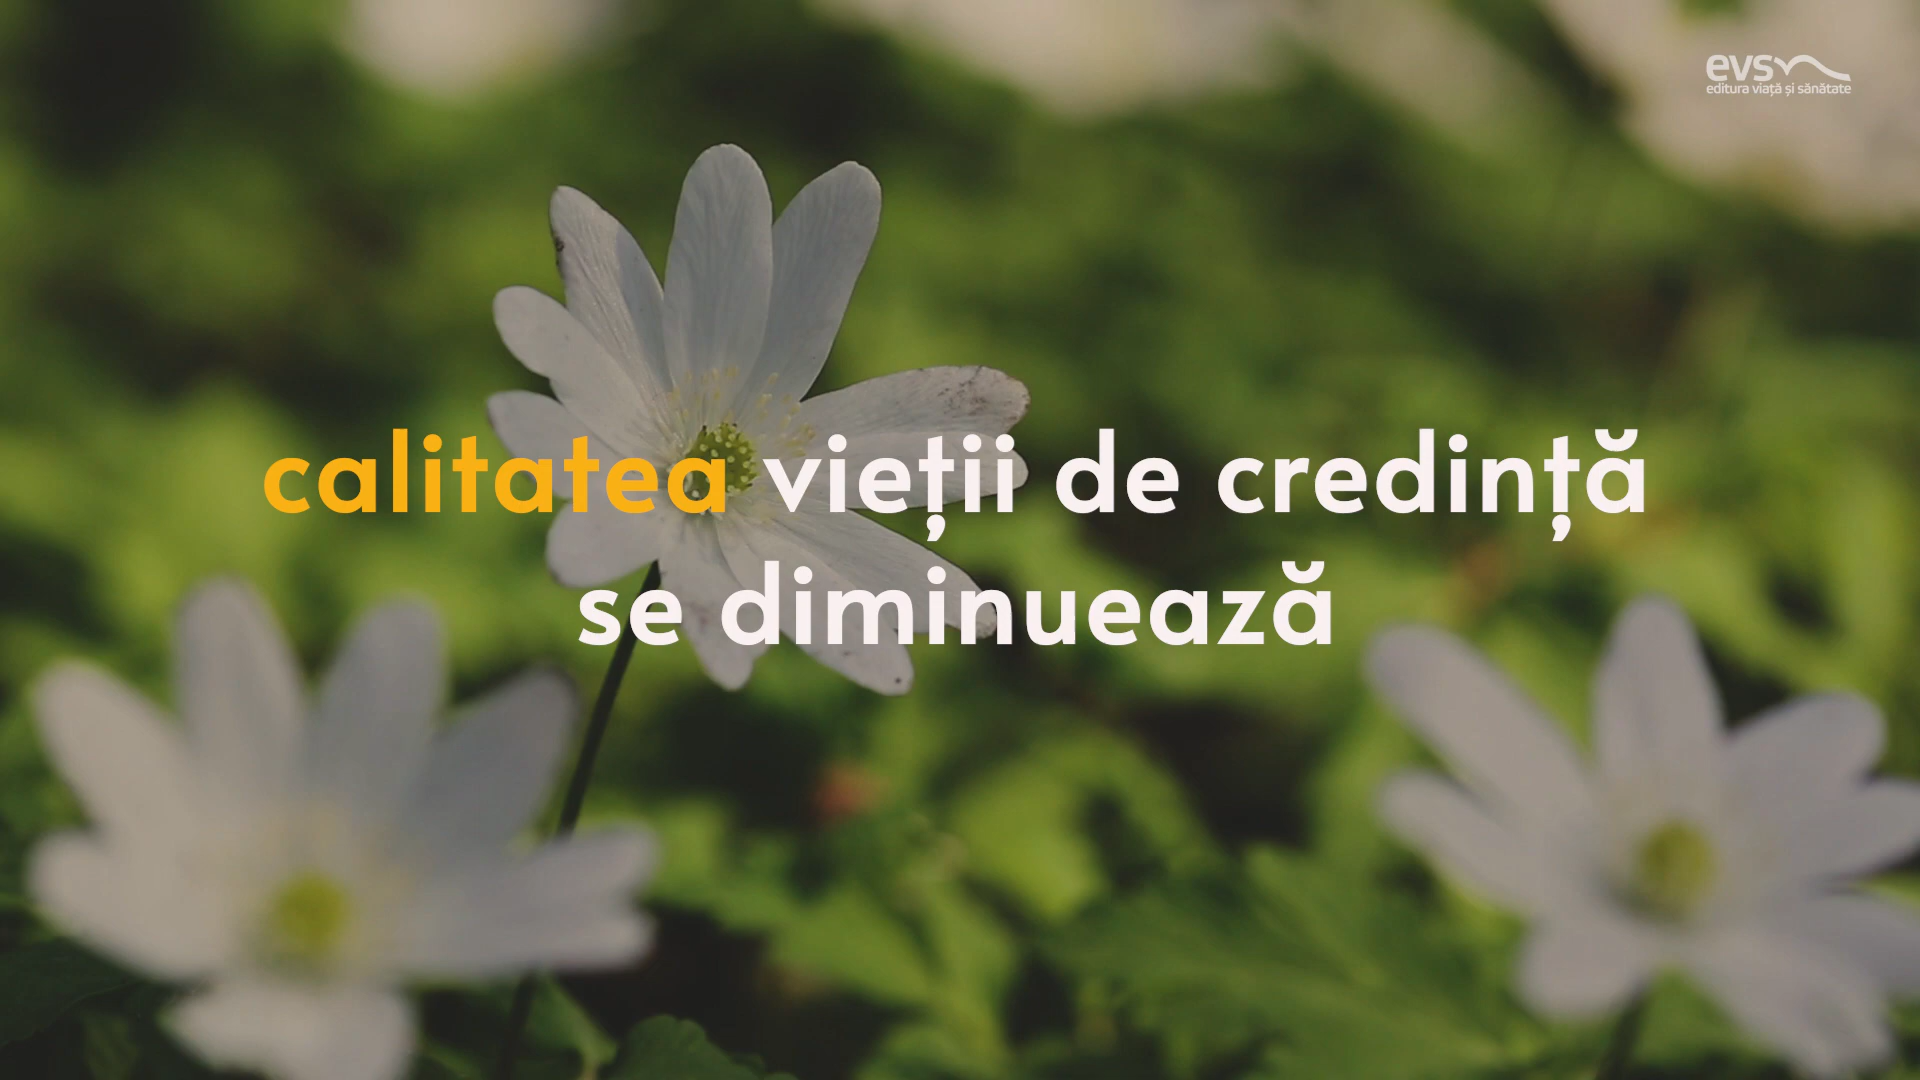 evs
editura viață și sănătate
calitatea vieții de credință
se diminuează